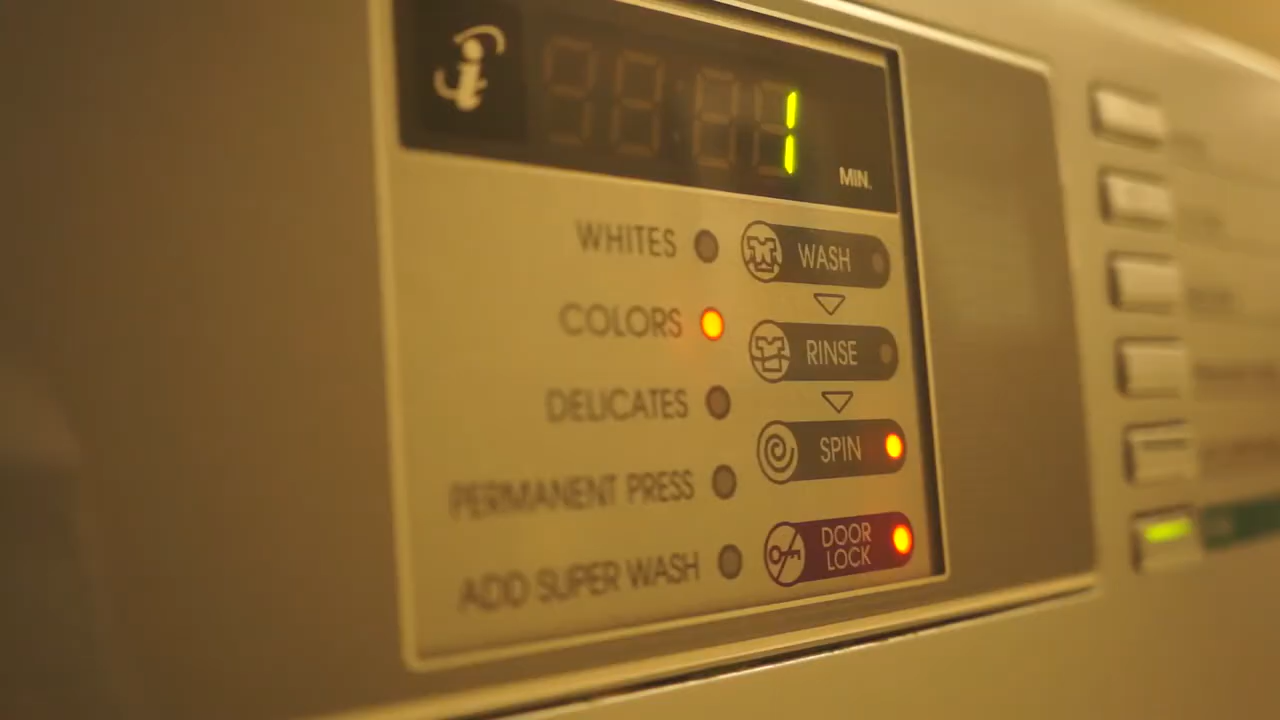 1
MIN.
WHITES
COLORS
DELICATES
PERMANENT PRESS
ADD SUPER WASH
WASH
RINSE
SPIN
DOOR
LOCK